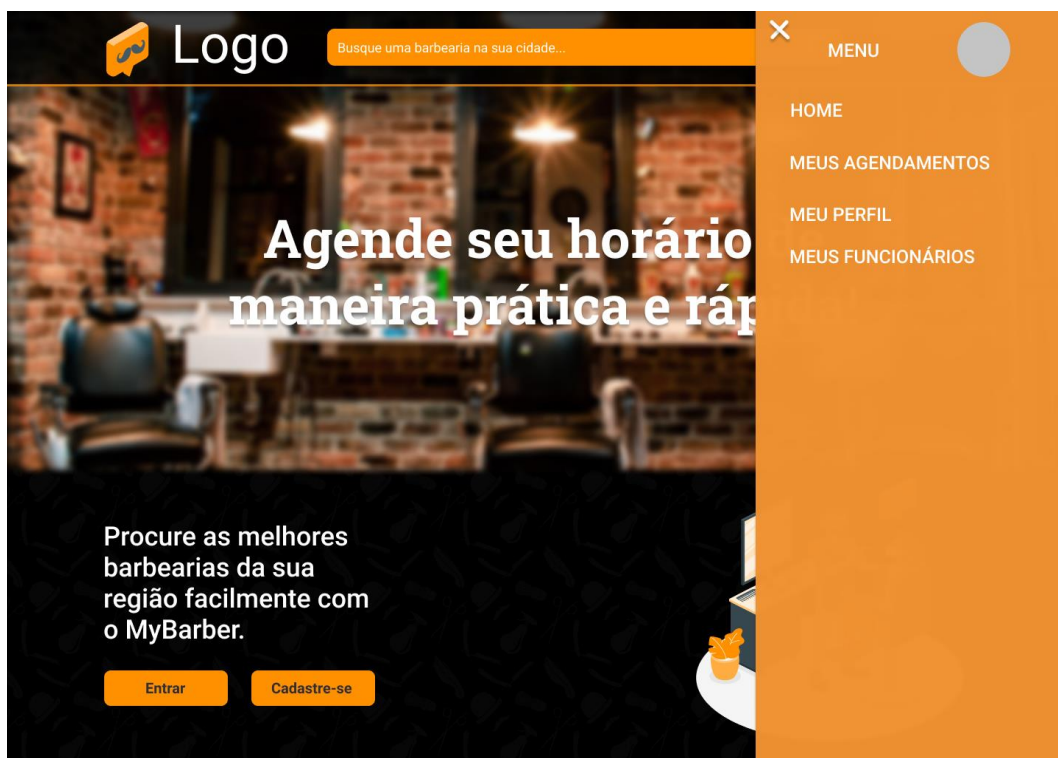 Logo
Busque uma barbearia na sua cidade...
MENU
HOME
MEUS AGENDAMENTOS
MEU PERFIL
MEUS FUNCIONÁRIOS
Agende seu horário
maneira prática e
Procure as melhores
barbearias da sua
região facilmente com
o MyBarber.
Entrar
Cadastre-se